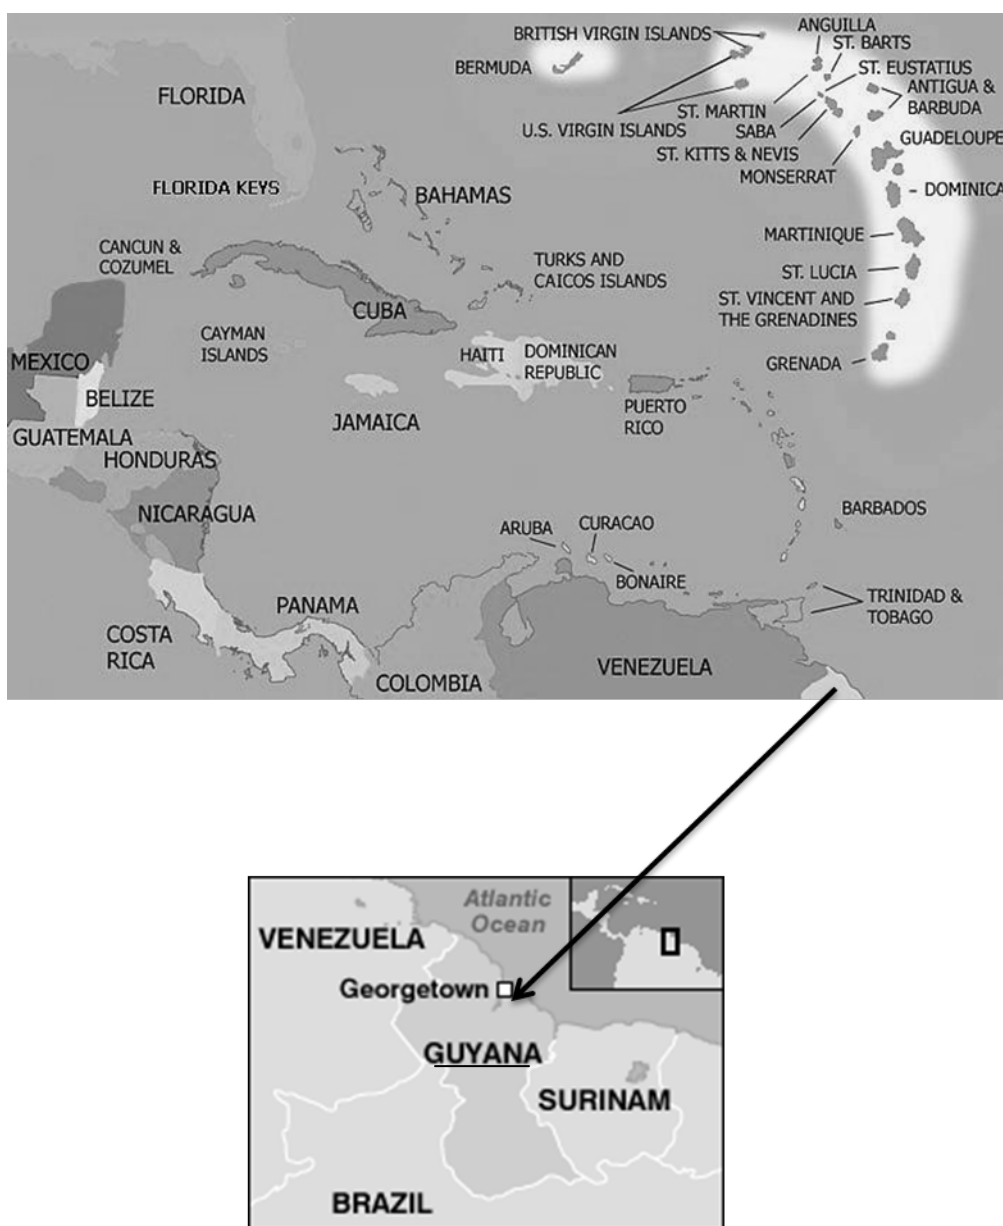 BRITISH VIRGIN ISLANDS
ANGUILLA
ST. BARTS
BERMUDA
ST. EUSTATIUS
FLORIDA
ANTIGUA &
BARBUDA
ST. MARTIN
U.S. VIRGIN ISLANDS
SABA
GUADELOUPE
ST. KITTS & NEVIS
MONSERRAT
FLORIDA KEYS
BAHAMAS
DOMINICA
MARTINIQUE
CANCUN &
COZUMEL
TURKS AND
CAICOS ISLANDS
ST. LUCIA
CUBA
ST. VINCENT AND
THE GRENADINES
CAYMAN
ISLANDS
HAITI
DOMINICAN
REPUBLIC
MEXICO
GRENADA
BELIZE
PUERTO
RICO
JAMAICA
GUATEMALA
HONDURAS
NICARAGUA
BARBADOS
ARUBA
CURACAO
BONAIRE
PANAMA
TRINIDAD &
TOBAGO
COSTA
RICA
VENEZUELA
COLOMBIA
Atlantic
Ocean
VENEZUELA
Georgetown
GUYANA
SURINAM
BRAZIL